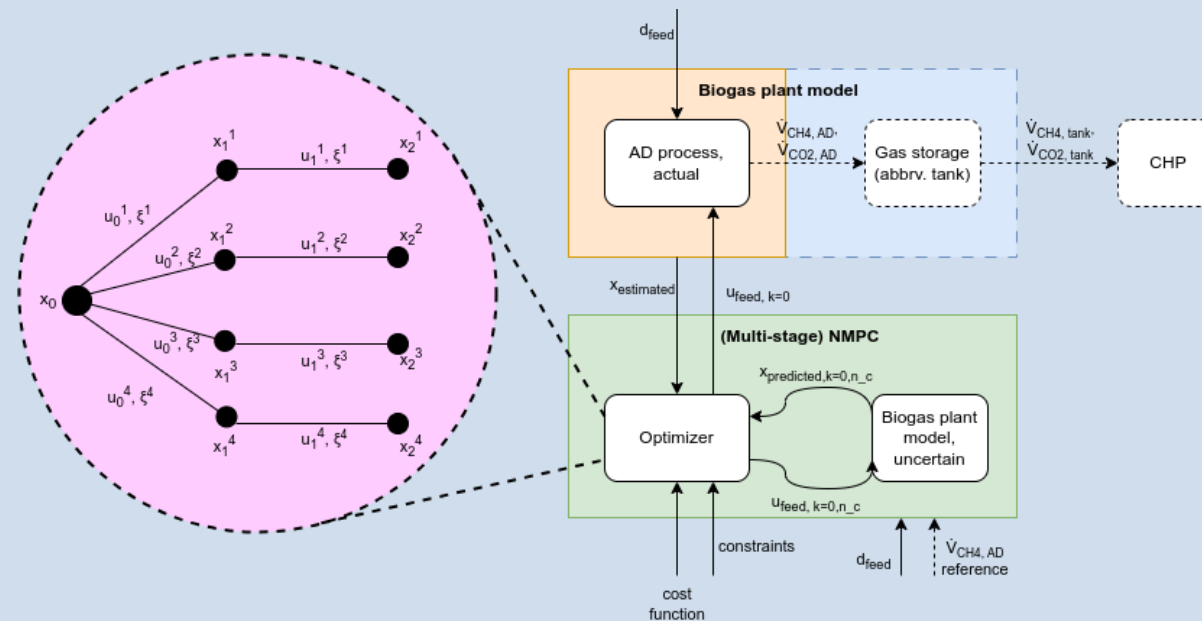 d_feed
Biogas plant model
AD process,
actual
V̇_CH4, AD,
V̇_CO2, AD
Gas storage
(abbrv. tank)
V̇_CH4, tank,
V̇_CO2, tank
CHP
x_estimated
u_feed, k=0
(Multi-stage) NMPC
x_predicted,k=0,n_c
Optimizer
Biogas plant
model,
uncertain
u_feed, k=0,n_c
constraints
cost
function
d_feed
V̇_CH4, AD
reference
x_0
u_0^1, ξ^1
x_1^1
u_1^1, ξ^1
x_2^1
u_0^2, ξ^2
x_1^2
u_1^2, ξ^2
x_2^2
u_0^3, ξ^3
x_1^3
u_1^3, ξ^3
x_2^3
u_0^4, ξ^4
x_1^4
u_1^4, ξ^4
x_2^4